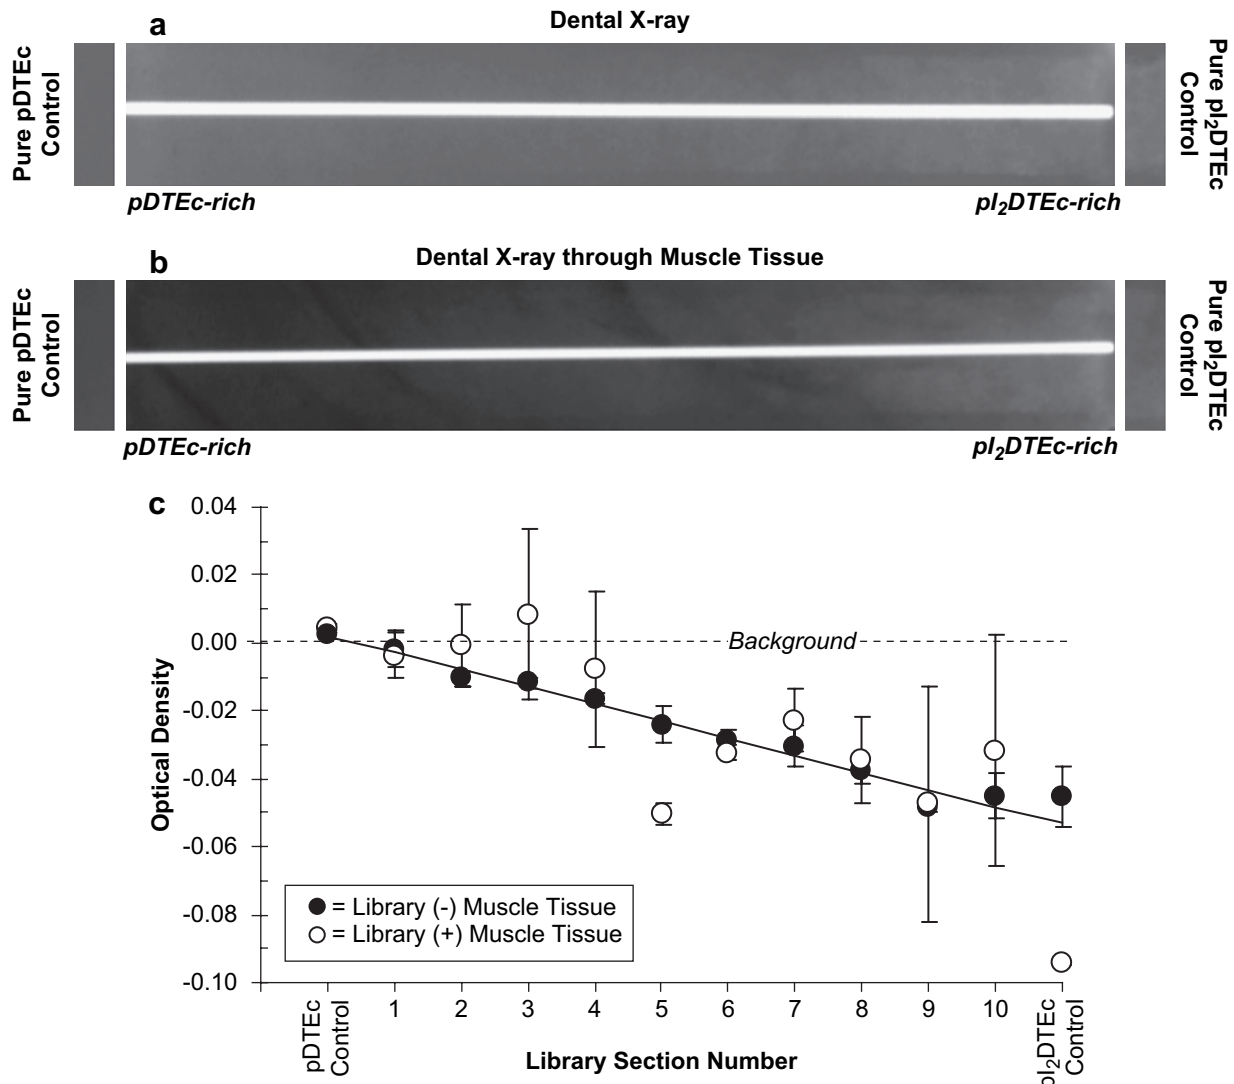 a
Dental X-ray
Pure pDTEc
Control
Pure pI₂DTEc
Control
pDTEc-rich
pI₂DTEc-rich
b
Dental X-ray through Muscle Tissue
Pure pDTEc
Control
Pure pI₂DTEc
Control
pDTEc-rich
pI₂DTEc-rich
c
Optical Density
0.04
0.02
0.00
-0.02
-0.04
-0.06
-0.08
-0.10
Background
= Library (-) Muscle Tissue
= Library (+) Muscle Tissue
pDTEc
Control
1
2
3
4
5
6
7
8
9
10
pI₂DTEc
Control
Library Section Number